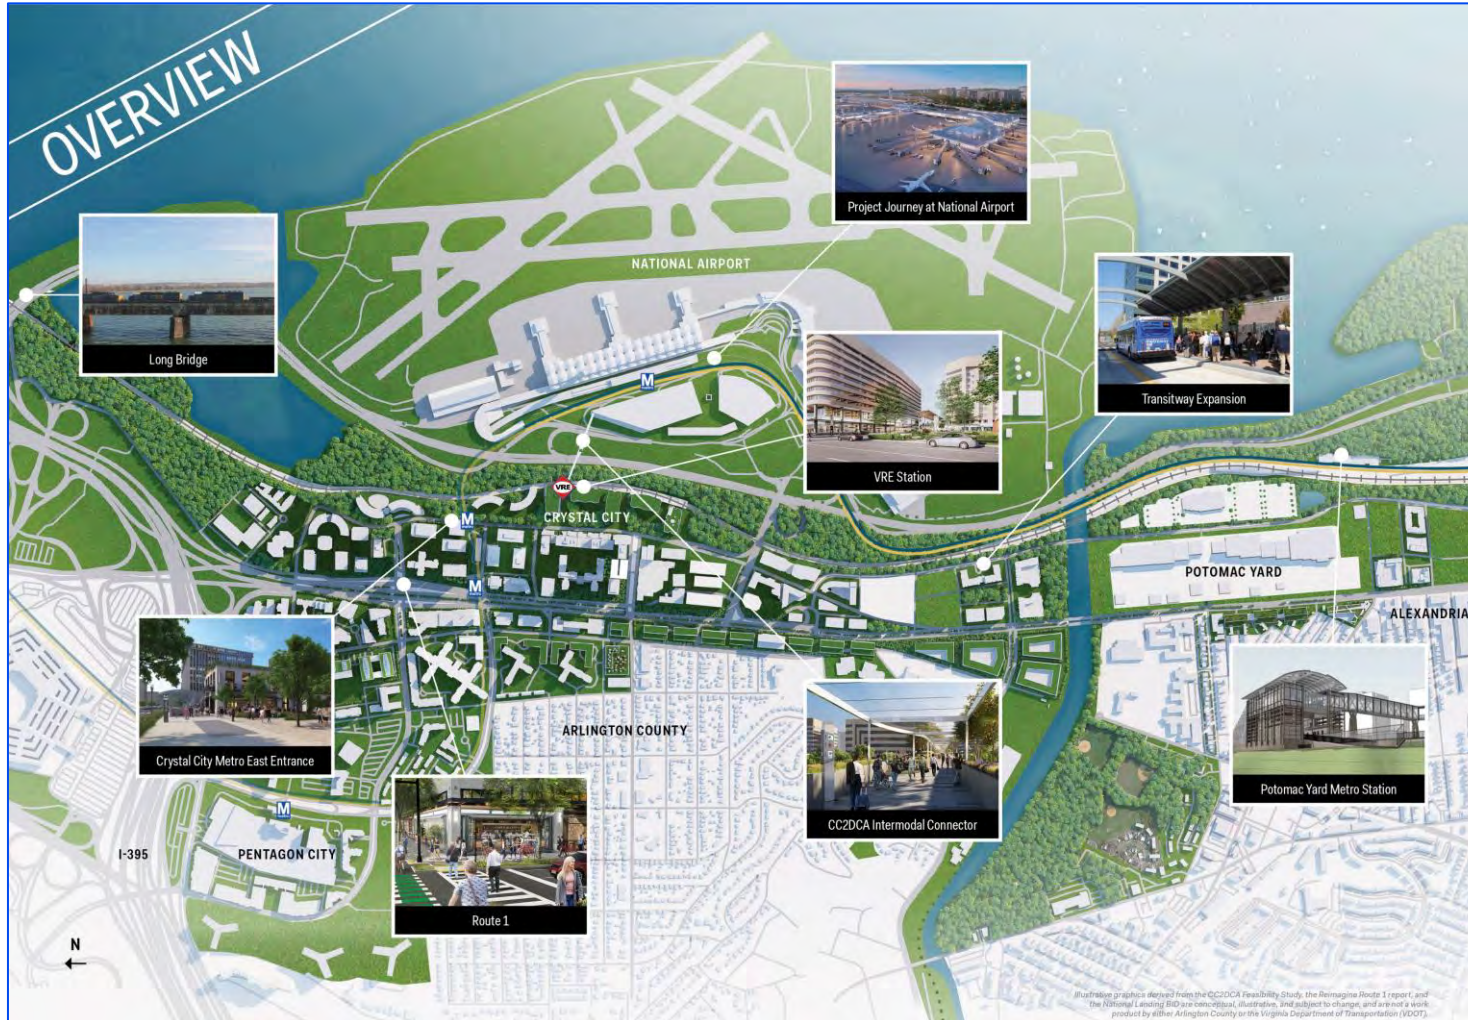 OVERVIEW
Project Journey at National Airport
NATIONAL AIRPORT
Long Bridge
Transitway Expansion
M
VRE Station
VRE
CRYSTAL CITY
M
M
POTOMAC YARD
ALEXANDRIA
Crystal City Metro East Entrance
ARLINGTON COUNTY
Potomac Yard Metro Station
CC2DCA Intermodal Connector
M
I-395
PENTAGON CITY
Route 1
N
Illustrative graphics derived from the CC2DCA Feasibility Study, the Reimagine Route 1 report, and
the National Landing BID are conceptual, illustrative, and subject to change, and are not a work
product by either Arlington County or the Virginia Department of Transportation (VDOT).